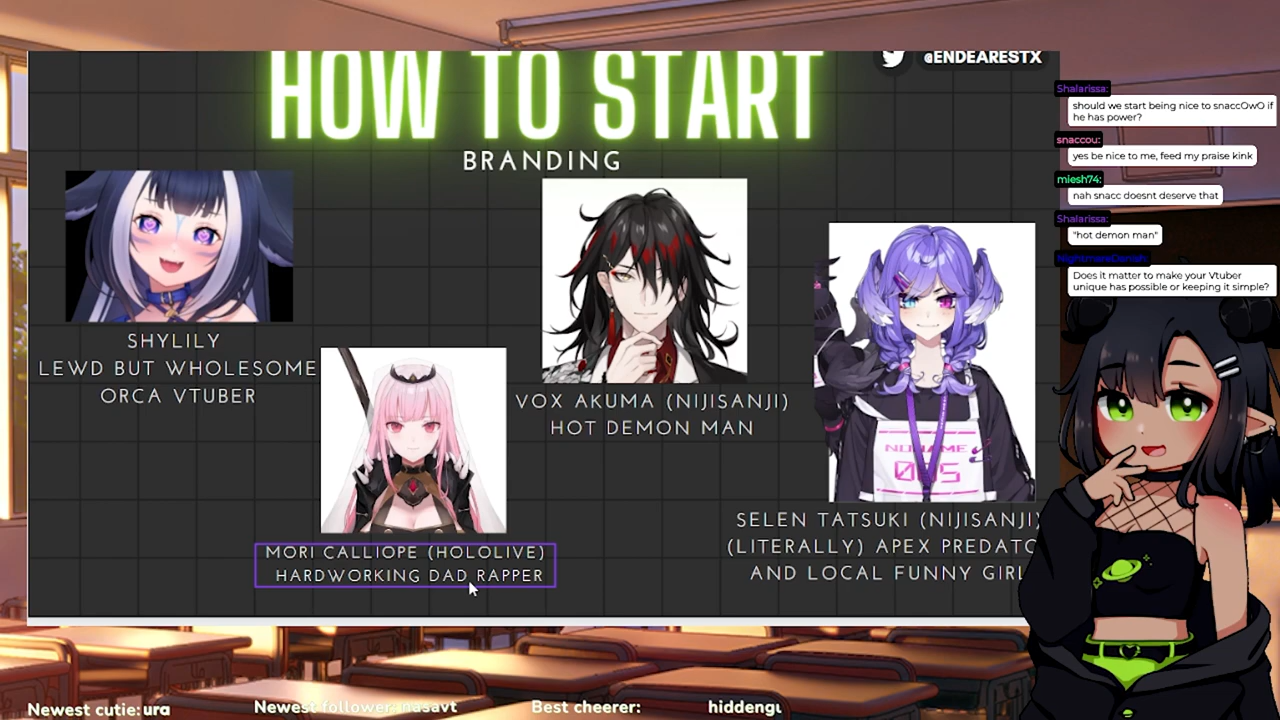 HOW TO START
@ENDEARESTX
BRANDING
SHYLILY
LEWD BUT WHOLESOME
ORCA VTUBER
MORI CALLIOPE (HOLOLIVE)
HARDWORKING DAD RAPPER
VOX AKUMA (NIJISANJI)
HOT DEMON MAN
SELEN TATSUKI (NIJISANJI)
(LITERALLY) APEX PREDATO
AND LOCAL FUNNY GIRL
Shalarissa:
should we start being nice to snaccOwO if
he has power?
snaccou:
yes be nice to me, feed my praise kink
miesh74:
nah snacc doesnt deserve that
Shalarissa:
"hot demon man"
NightmareDanish:
Does it matter to make your Vtuber
unique has possible or keeping it simple?
Newest cutie: ura
Newest follower: nasavt
Best cheerer: hiddengu